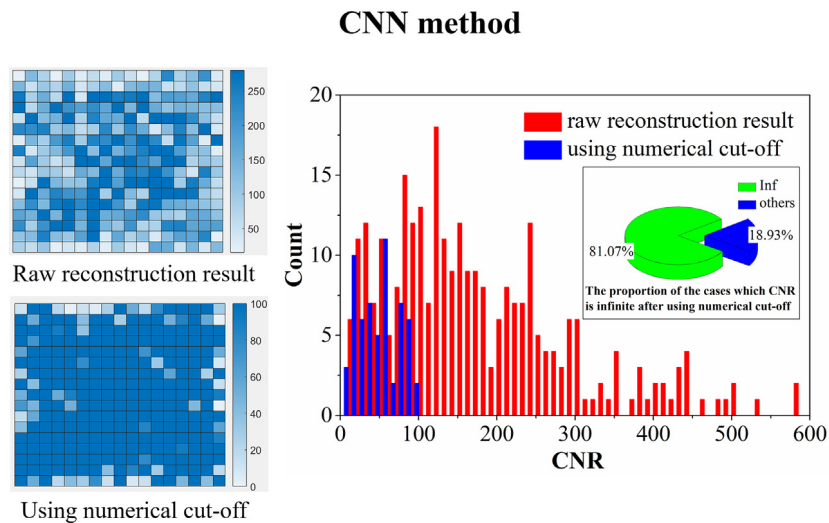 CNN method
250
200
150
100
50
Raw reconstruction result
100
80
60
40
20
0
Using numerical cut-off
20
15
10
5
0
Count
0 100 200 300 400 500 600
CNR
raw reconstruction result
using numerical cut-off
Inf
others
18.93%
81.07%
The proportion of the cases which CNR
is infinite after using numerical cut-off